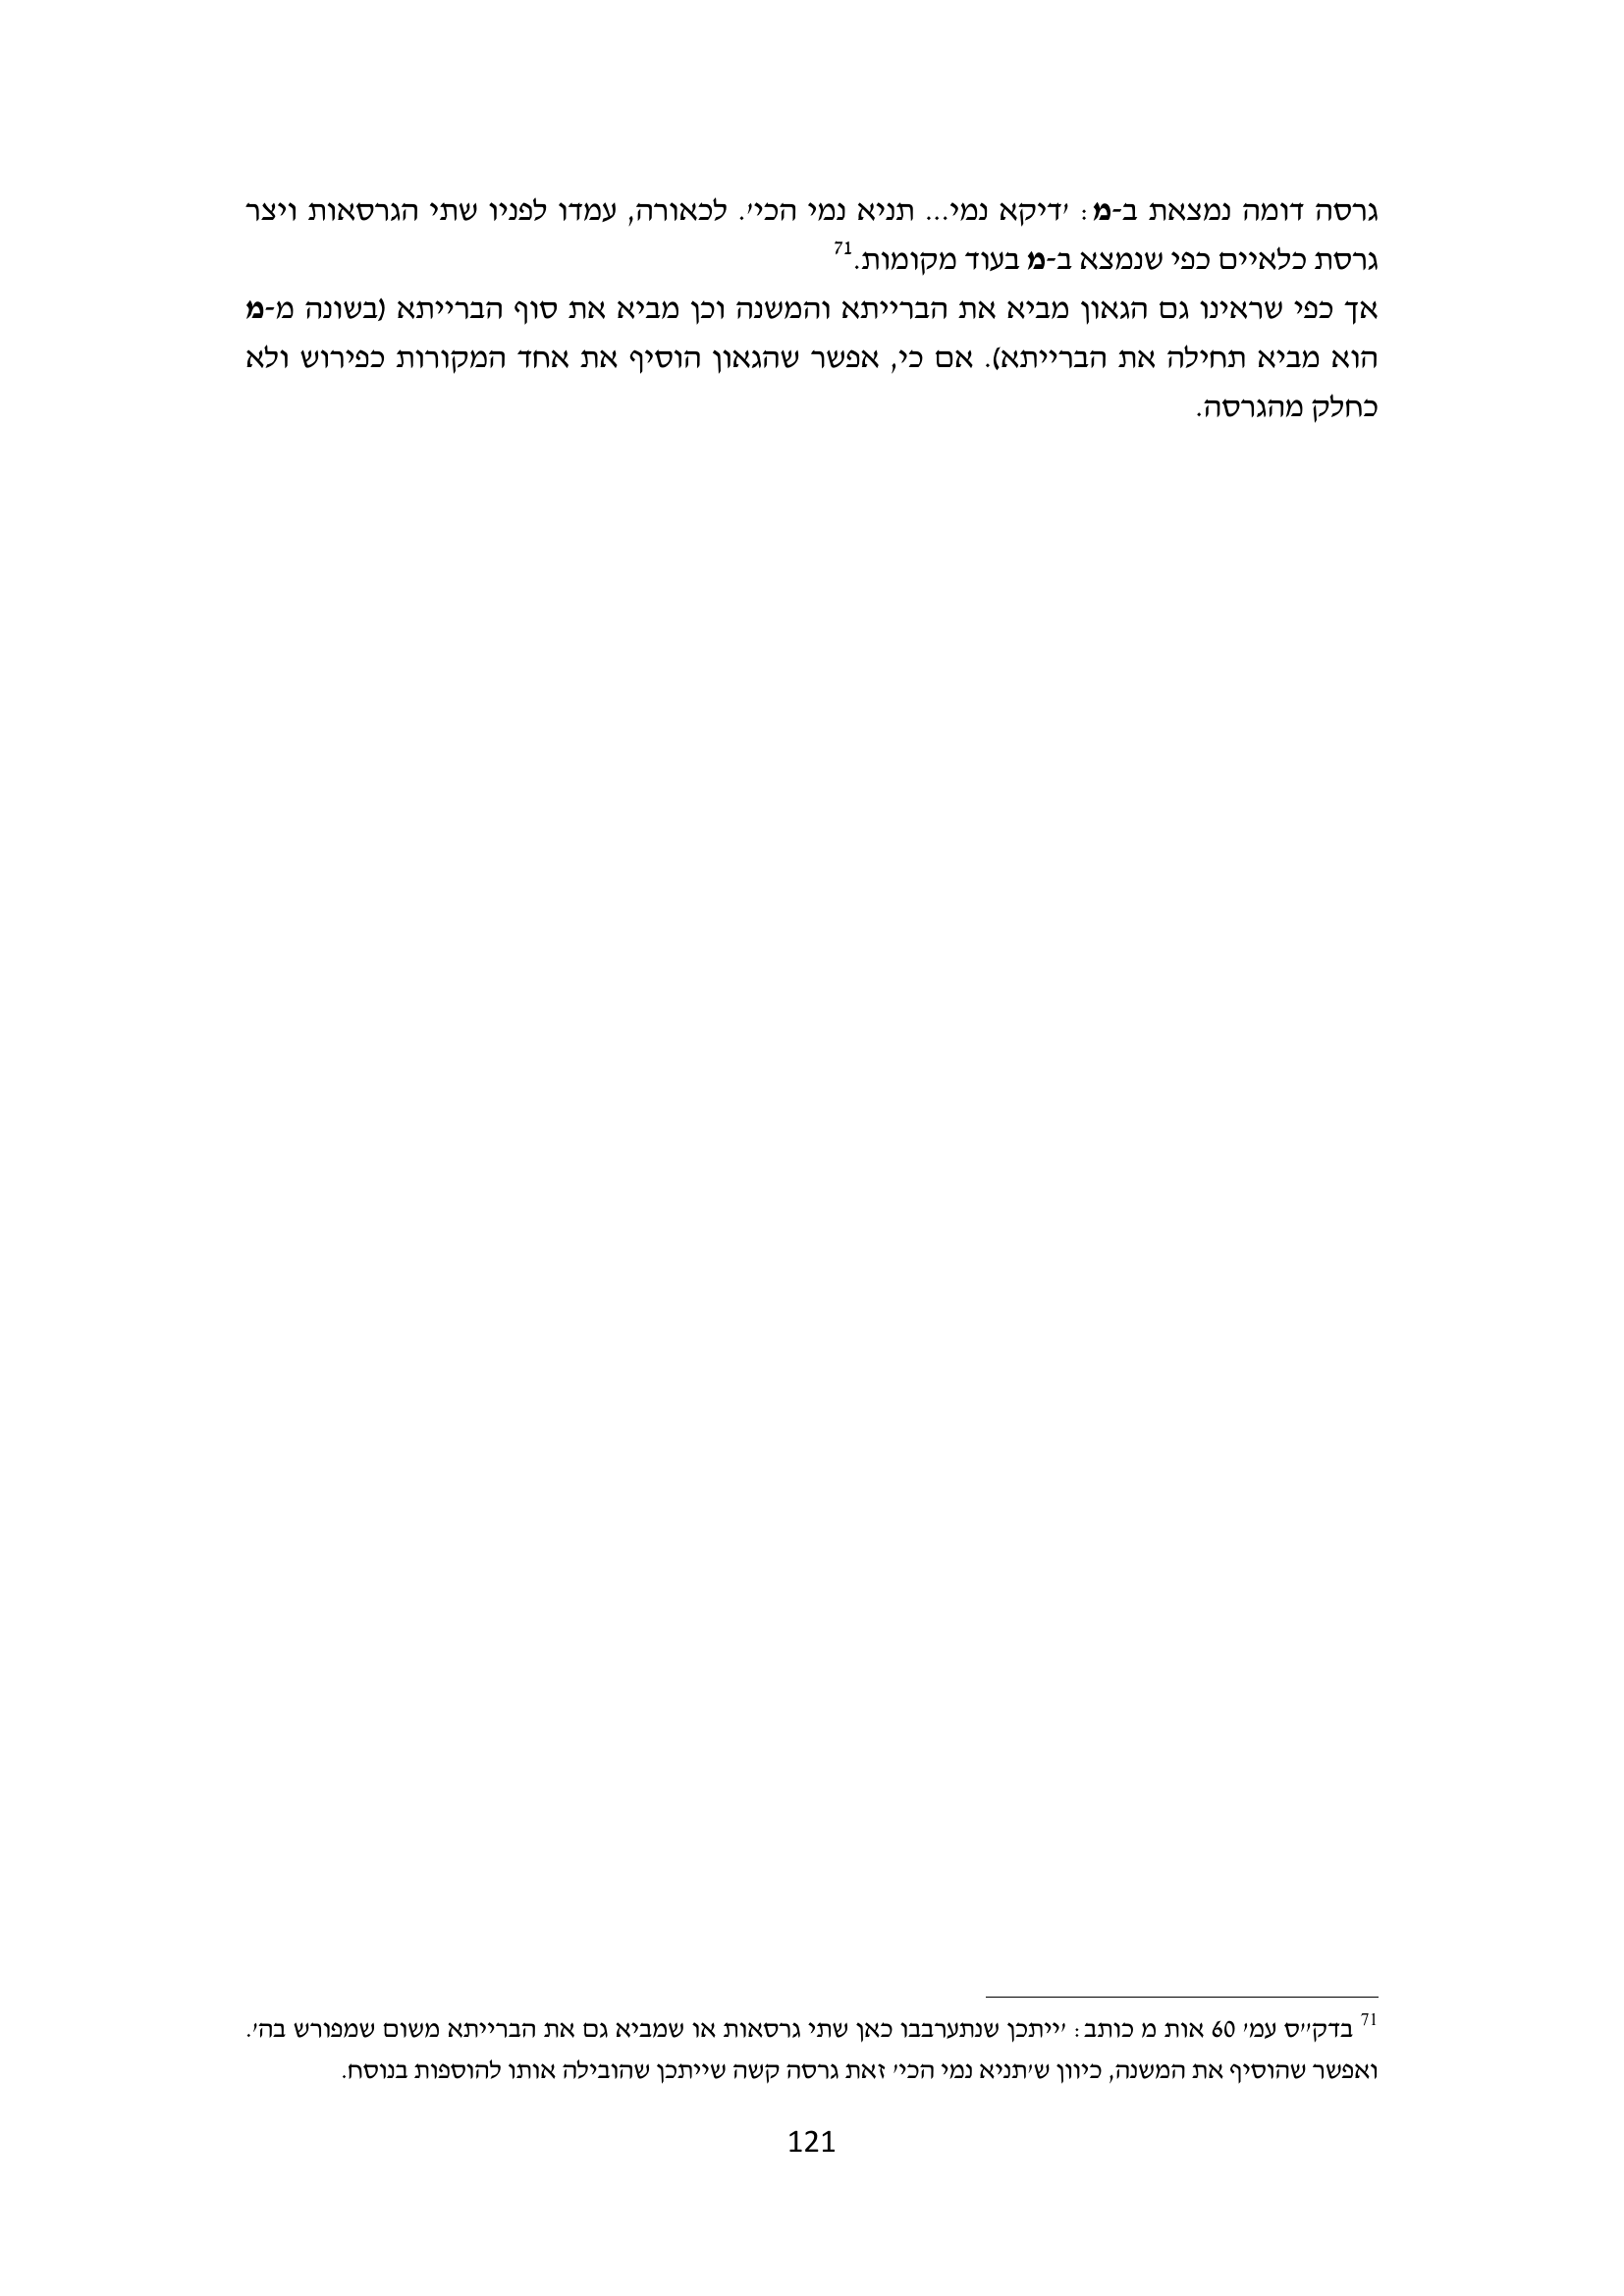 גרסה דומה נמצאת ב-מ: 'דיקא נמי... תניא נמי הכי'. לכאורה, עמדו לפניו שתי הגרסאות ויצר
גרסת כלאיים כפי שנמצא ב-מ בעוד מקומות.71
אך כפי שראינו גם הגאון מביא את הברייתא והמשנה וכן מביא את סוף הברייתא (בשונה מ-מ
הוא מביא תחילה את הברייתא). אם כי, אפשר שהגאון הוסיף את אחד המקורות כפירוש ולא
כחלק מהגרסה.
71 בדק״ס עמ' 60 אות מ כותב: 'ייתכן שנתערבבו כאן שתי גרסאות או שמביא גם את הברייתא משום שמפורש בה'.
ואפשר שהוסיף את המשנה, כיוון ש'תניא נמי הכי' זאת גרסה קשה שייתכן שהובילה אותו להוספות בנוסח.
121